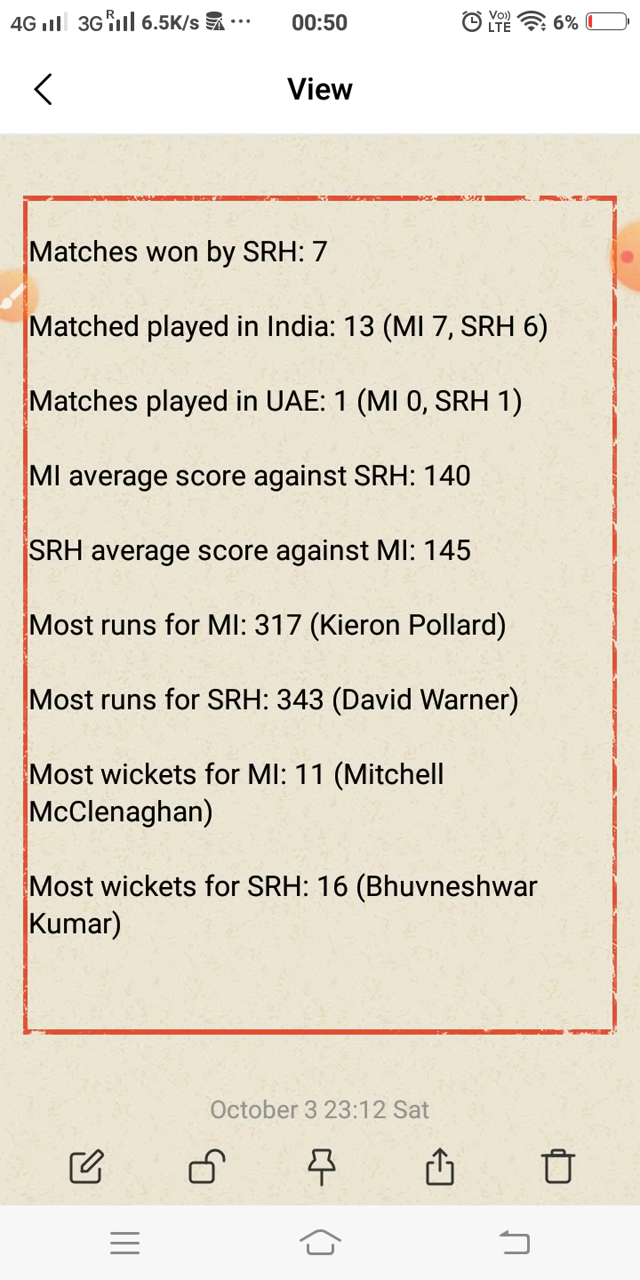 4G 3G R 6.5K/s ... 00:50 Vo) LTE 6%
View
Matches won by SRH: 7
Matched played in India: 13 (MI 7, SRH 6)
Matches played in UAE: 1 (MI 0, SRH 1)
MI average score against SRH: 140
SRH average score against MI: 145
Most runs for MI: 317 (Kieron Pollard)
Most runs for SRH: 343 (David Warner)
Most wickets for MI: 11 (Mitchell
McClenaghan)
Most wickets for SRH: 16 (Bhuvneshwar
Kumar)
October 3 23:12 Sat